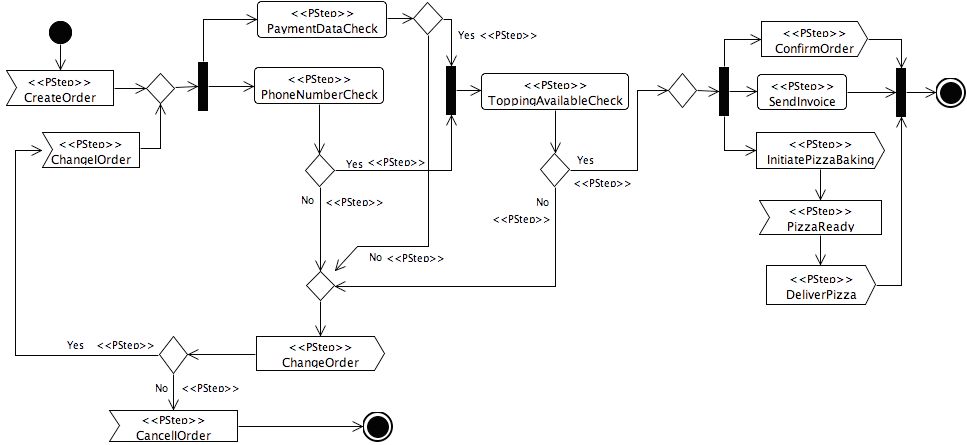 <<PStep>>
PaymentDataCheck
Yes <<PStep>>
<<PStep>>
ConfirmOrder
<<PStep>>
CreateOrder
<<PStep>>
PhoneNumberCheck
<<PStep>>
ToppingAvailableCheck
<<PStep>>
SendInvoice
<<PStep>>
ChangelOrder
Yes <<PStep>>
Yes
<<PStep>>
<<PStep>>
InitiatePizzaBaking
No <<PStep>>
No
<<PStep>>
<<PStep>>
PizzaReady
No <<PStep>>
<<PStep>>
DeliverPizza
Yes <<PStep>>
<<PStep>>
ChangeOrder
No <<PStep>>
<<PStep>>
CancellOrder